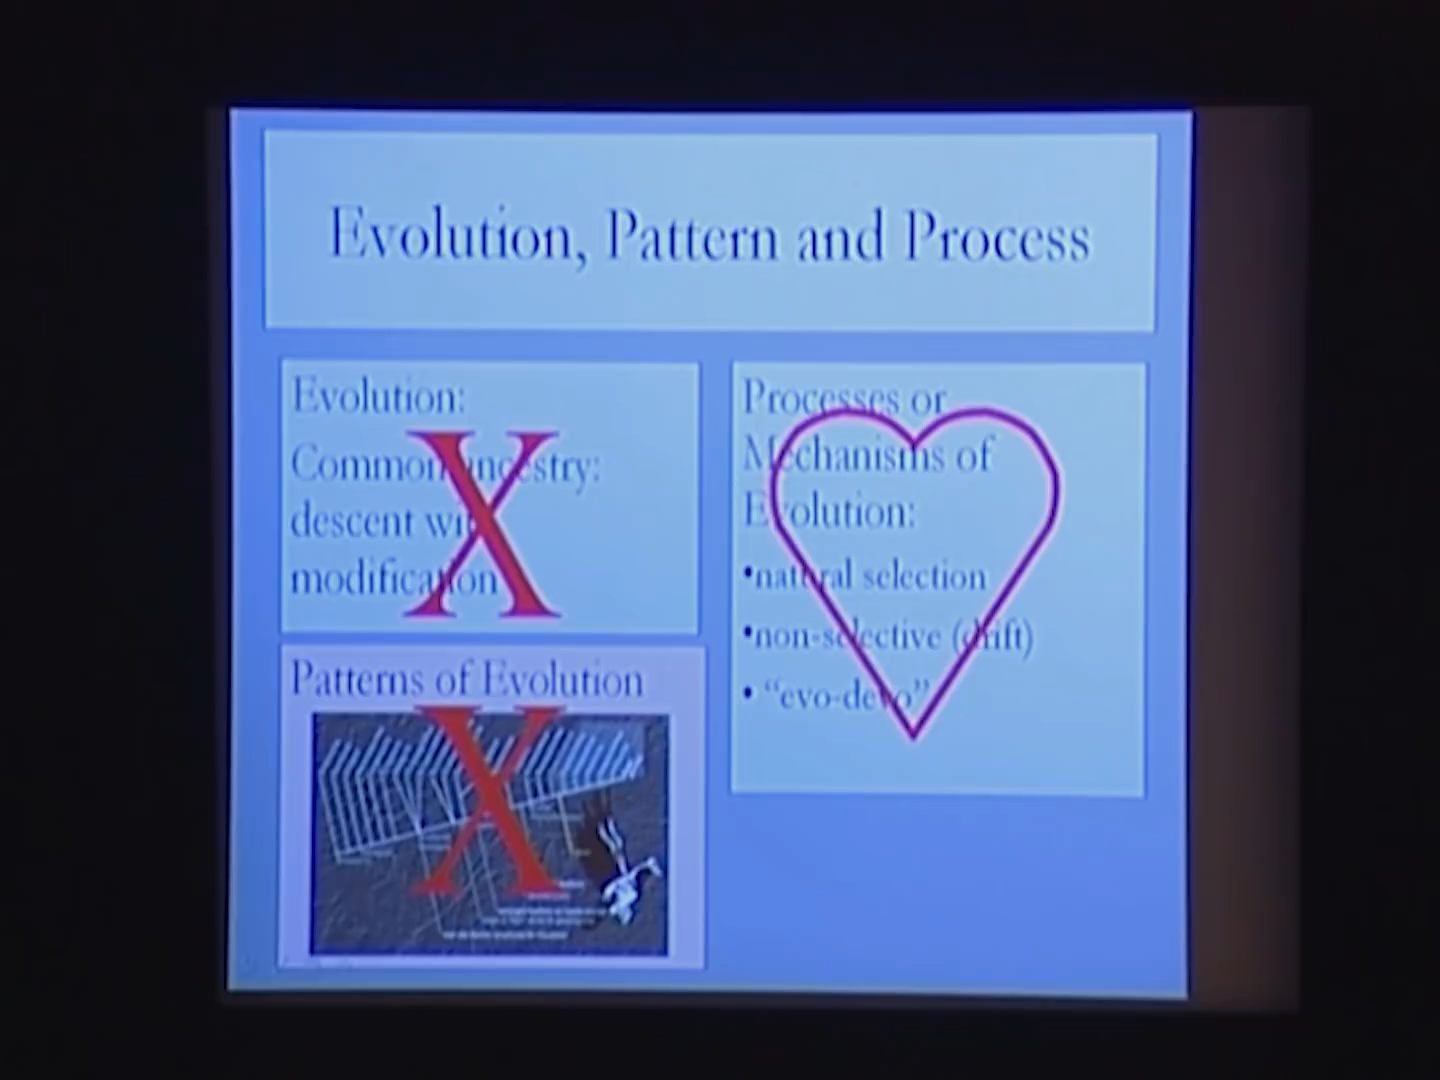 Evolution, Pattern and Process
Evolution:
Common ancestry:
descent with
modification
Patterns of Evolution
Processes or
Mechanisms of
Evolution:
•natural selection
•non-selective (drift)
• “evo-devo”
X
X